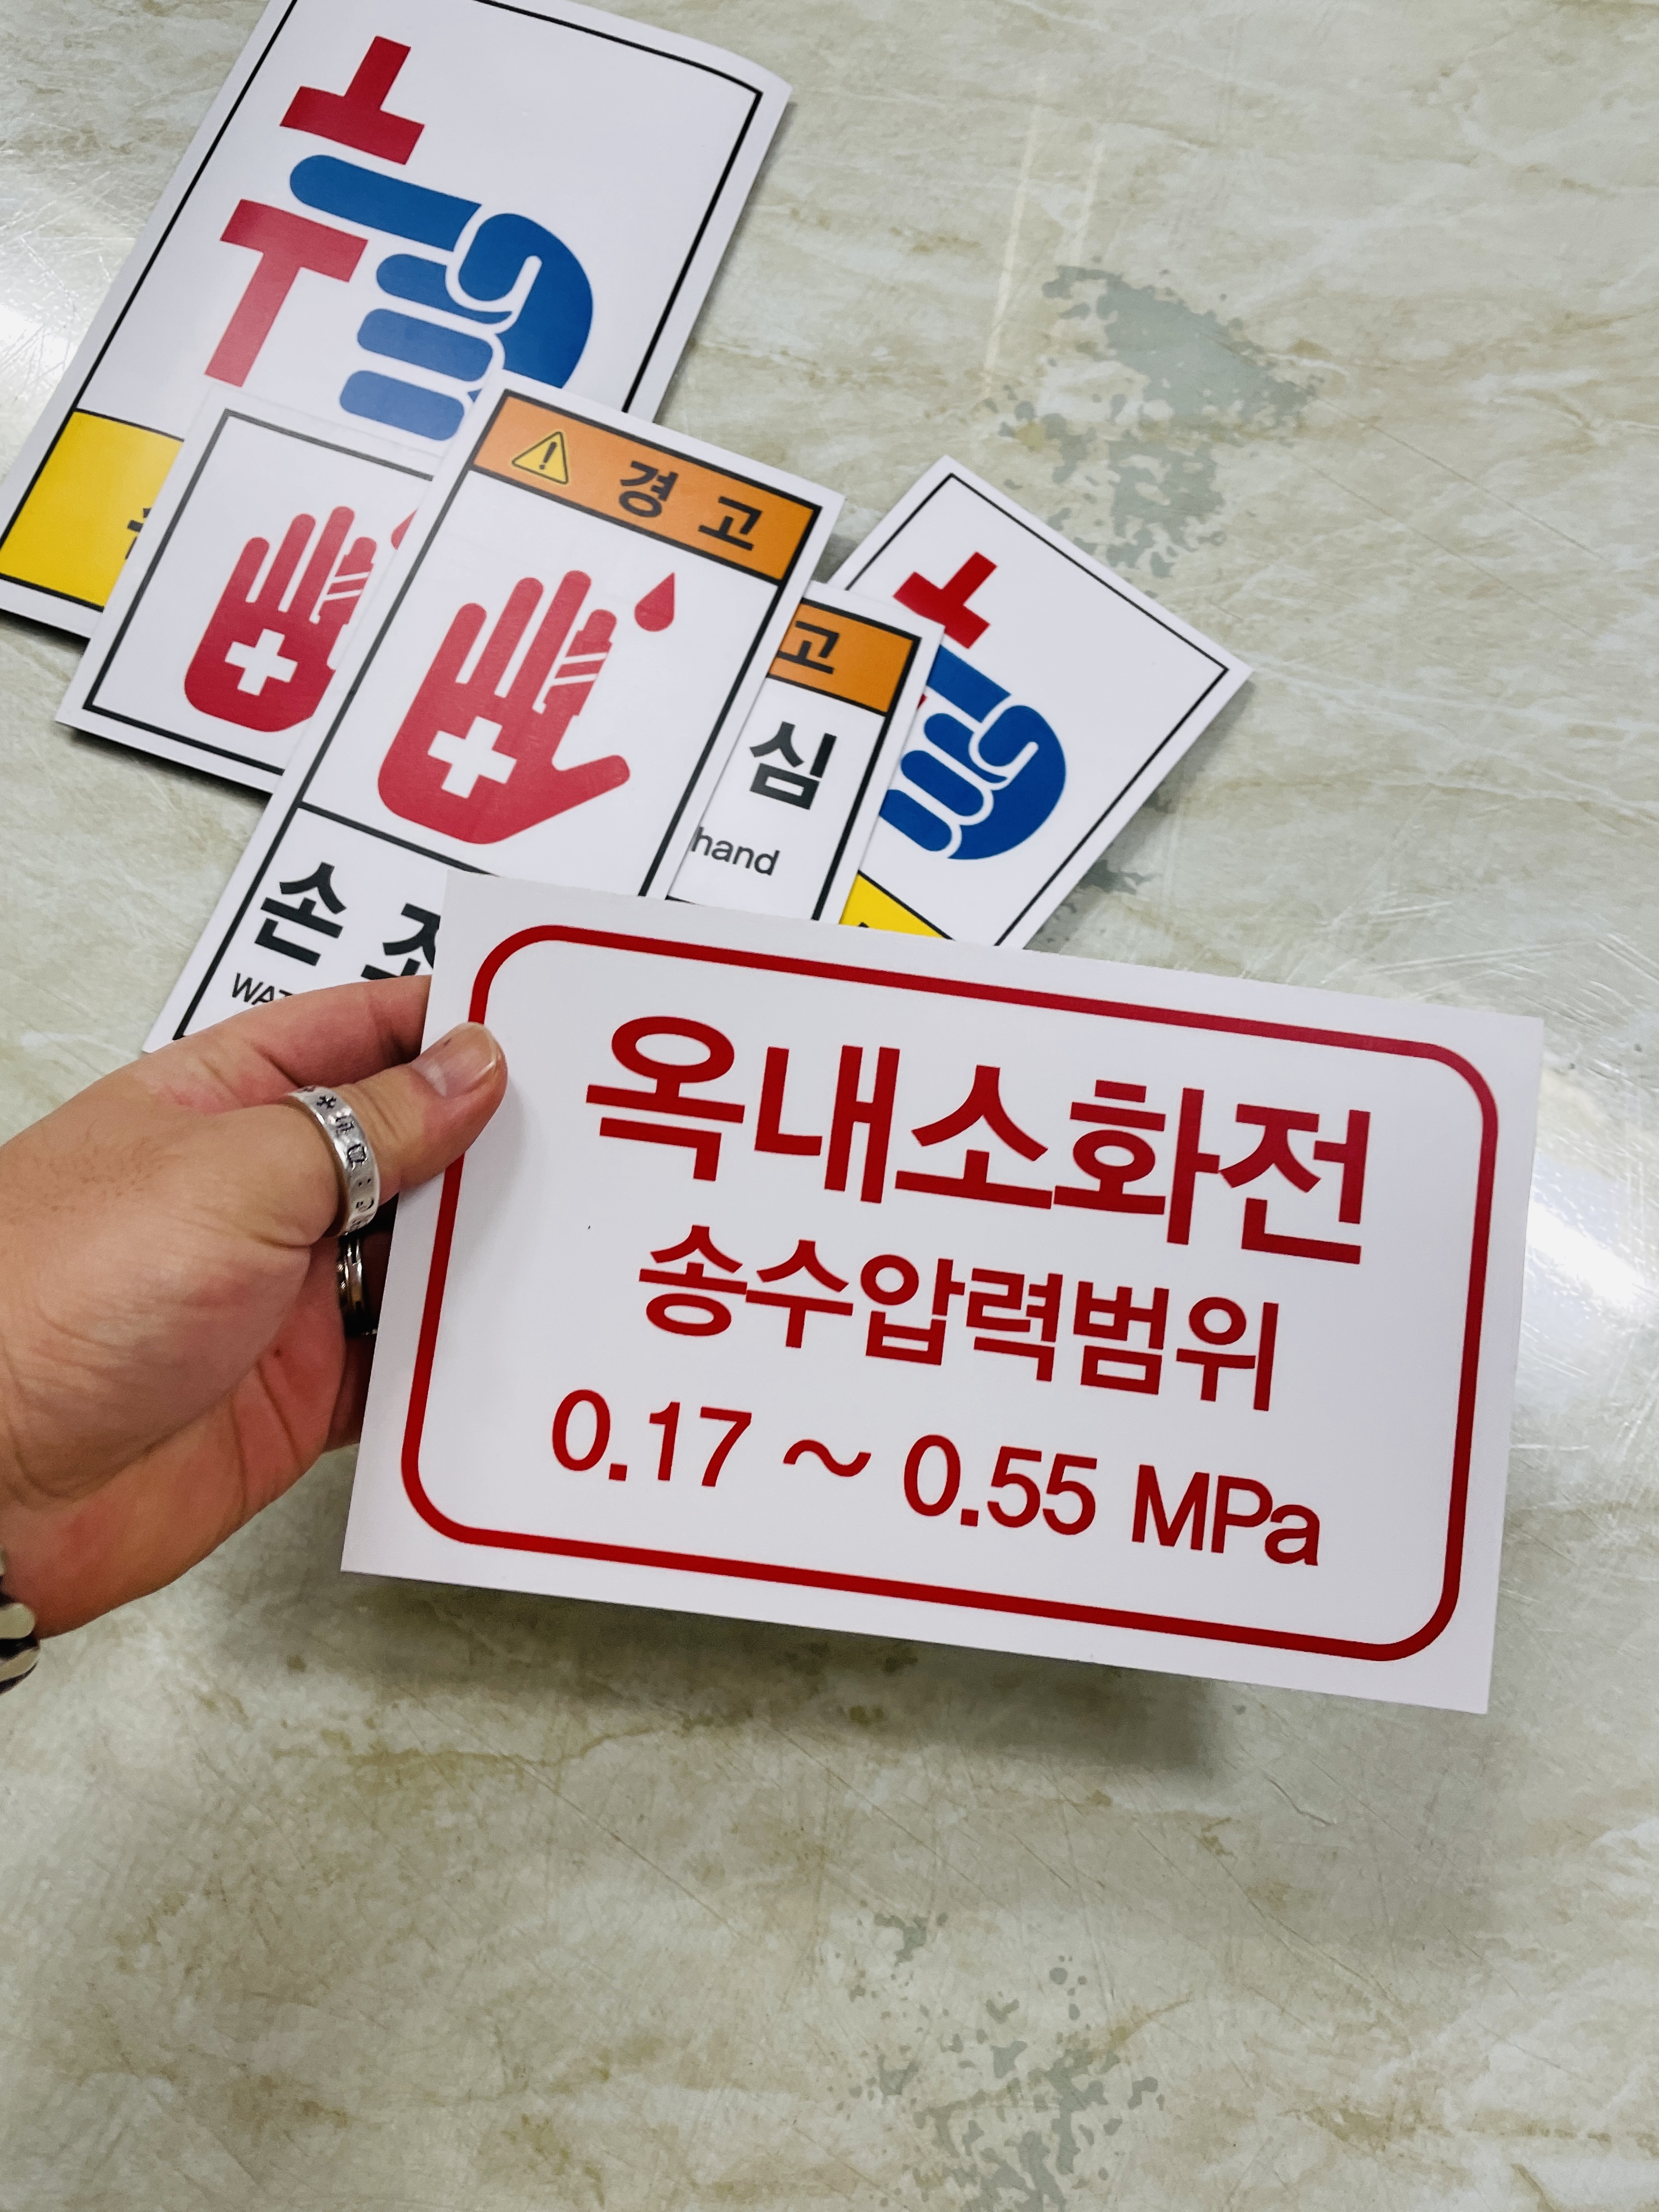 경 고
고
심
hand
손 조
옥내소화전
송수압력범위
0.17 ~ 0.55 MPa